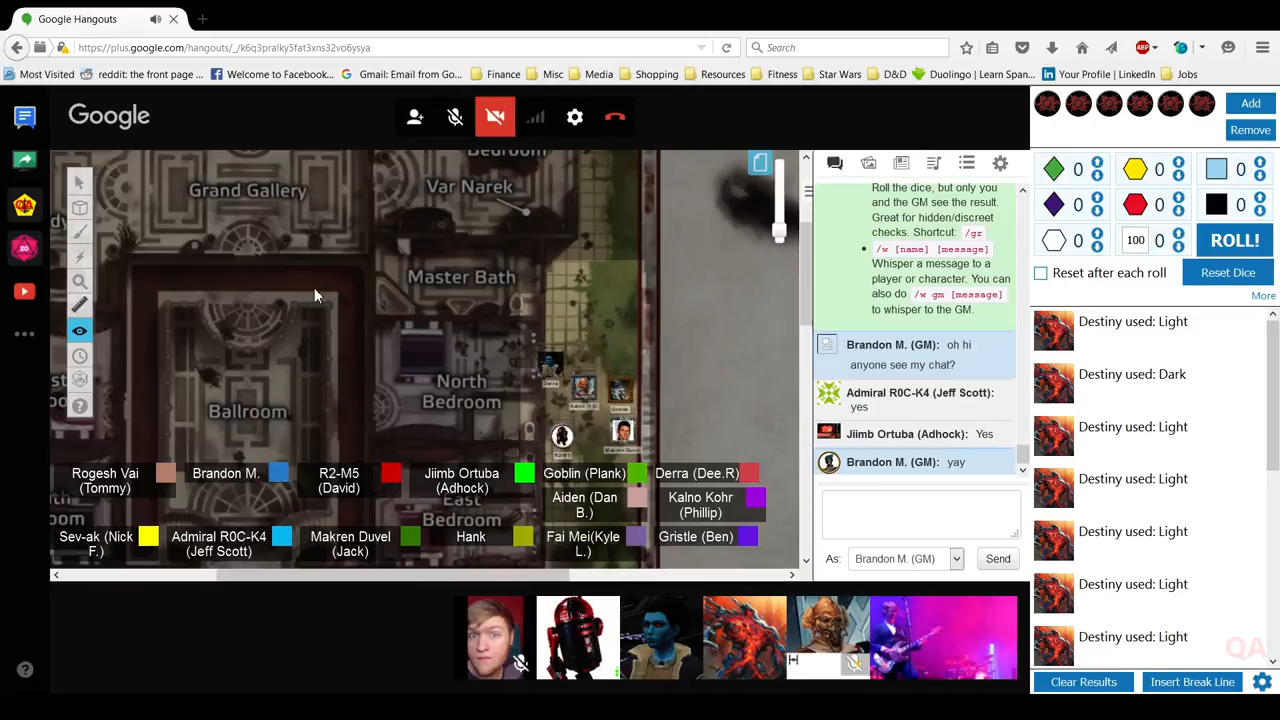 Google Hangouts
https://plus.google.com/hangouts/_/k6q3pralky5fat3xns32vo6ysya
Search
ABP
Most Visited
reddit: the front page ...
Welcome to Facebook...
Gmail: Email from Go...
Finance
Misc
Media
Shopping
Resources
Fitness
Star Wars
D&D
Duolingo | Learn Span...
Your Profile | LinkedIn
Jobs
Google
Bedroom
Grand Gallery
Var Narek
Master Bath
North
Bedroom
Ballroom
East
Bedroom
Rogesh Vai
(Tommy)
Brandon M.
R2-M5
(David)
Jiimb Ortuba
(Adhock)
Goblin (Plank)
Derra (Dee.R)
Aiden (Dan
B.)
Kalno Kohr
(Phillip)
Sev-ak (Nick
F.)
Admiral R0C-K4
(Jeff Scott)
Makren Duvel
(Jack)
Hank
Fai Mei(Kyle
L.)
Gristle (Ben)
Roll the dice, but only you
and the GM see the result.
Great for hidden/discreet
checks. Shortcut: /gr
/w [name] [message]
Whisper a message to a
player or character. You can
also do /w gm [message]
to whisper to the GM.
Brandon M. (GM): oh hi
anyone see my chat?
Admiral R0C-K4 (Jeff Scott):
yes
Jiimb Ortuba (Adhock): Yes
Brandon M. (GM): yay
As: Brandon M. (GM)
Send
Add
Remove
0 0 0
0 0 0
0 100 0
ROLL!
Reset after each roll
Reset Dice
More
Destiny used: Light
Destiny used: Dark
Destiny used: Light
Destiny used: Light
Destiny used: Light
Destiny used: Light
Destiny used: Light
QA
Clear Results
Insert Break Line